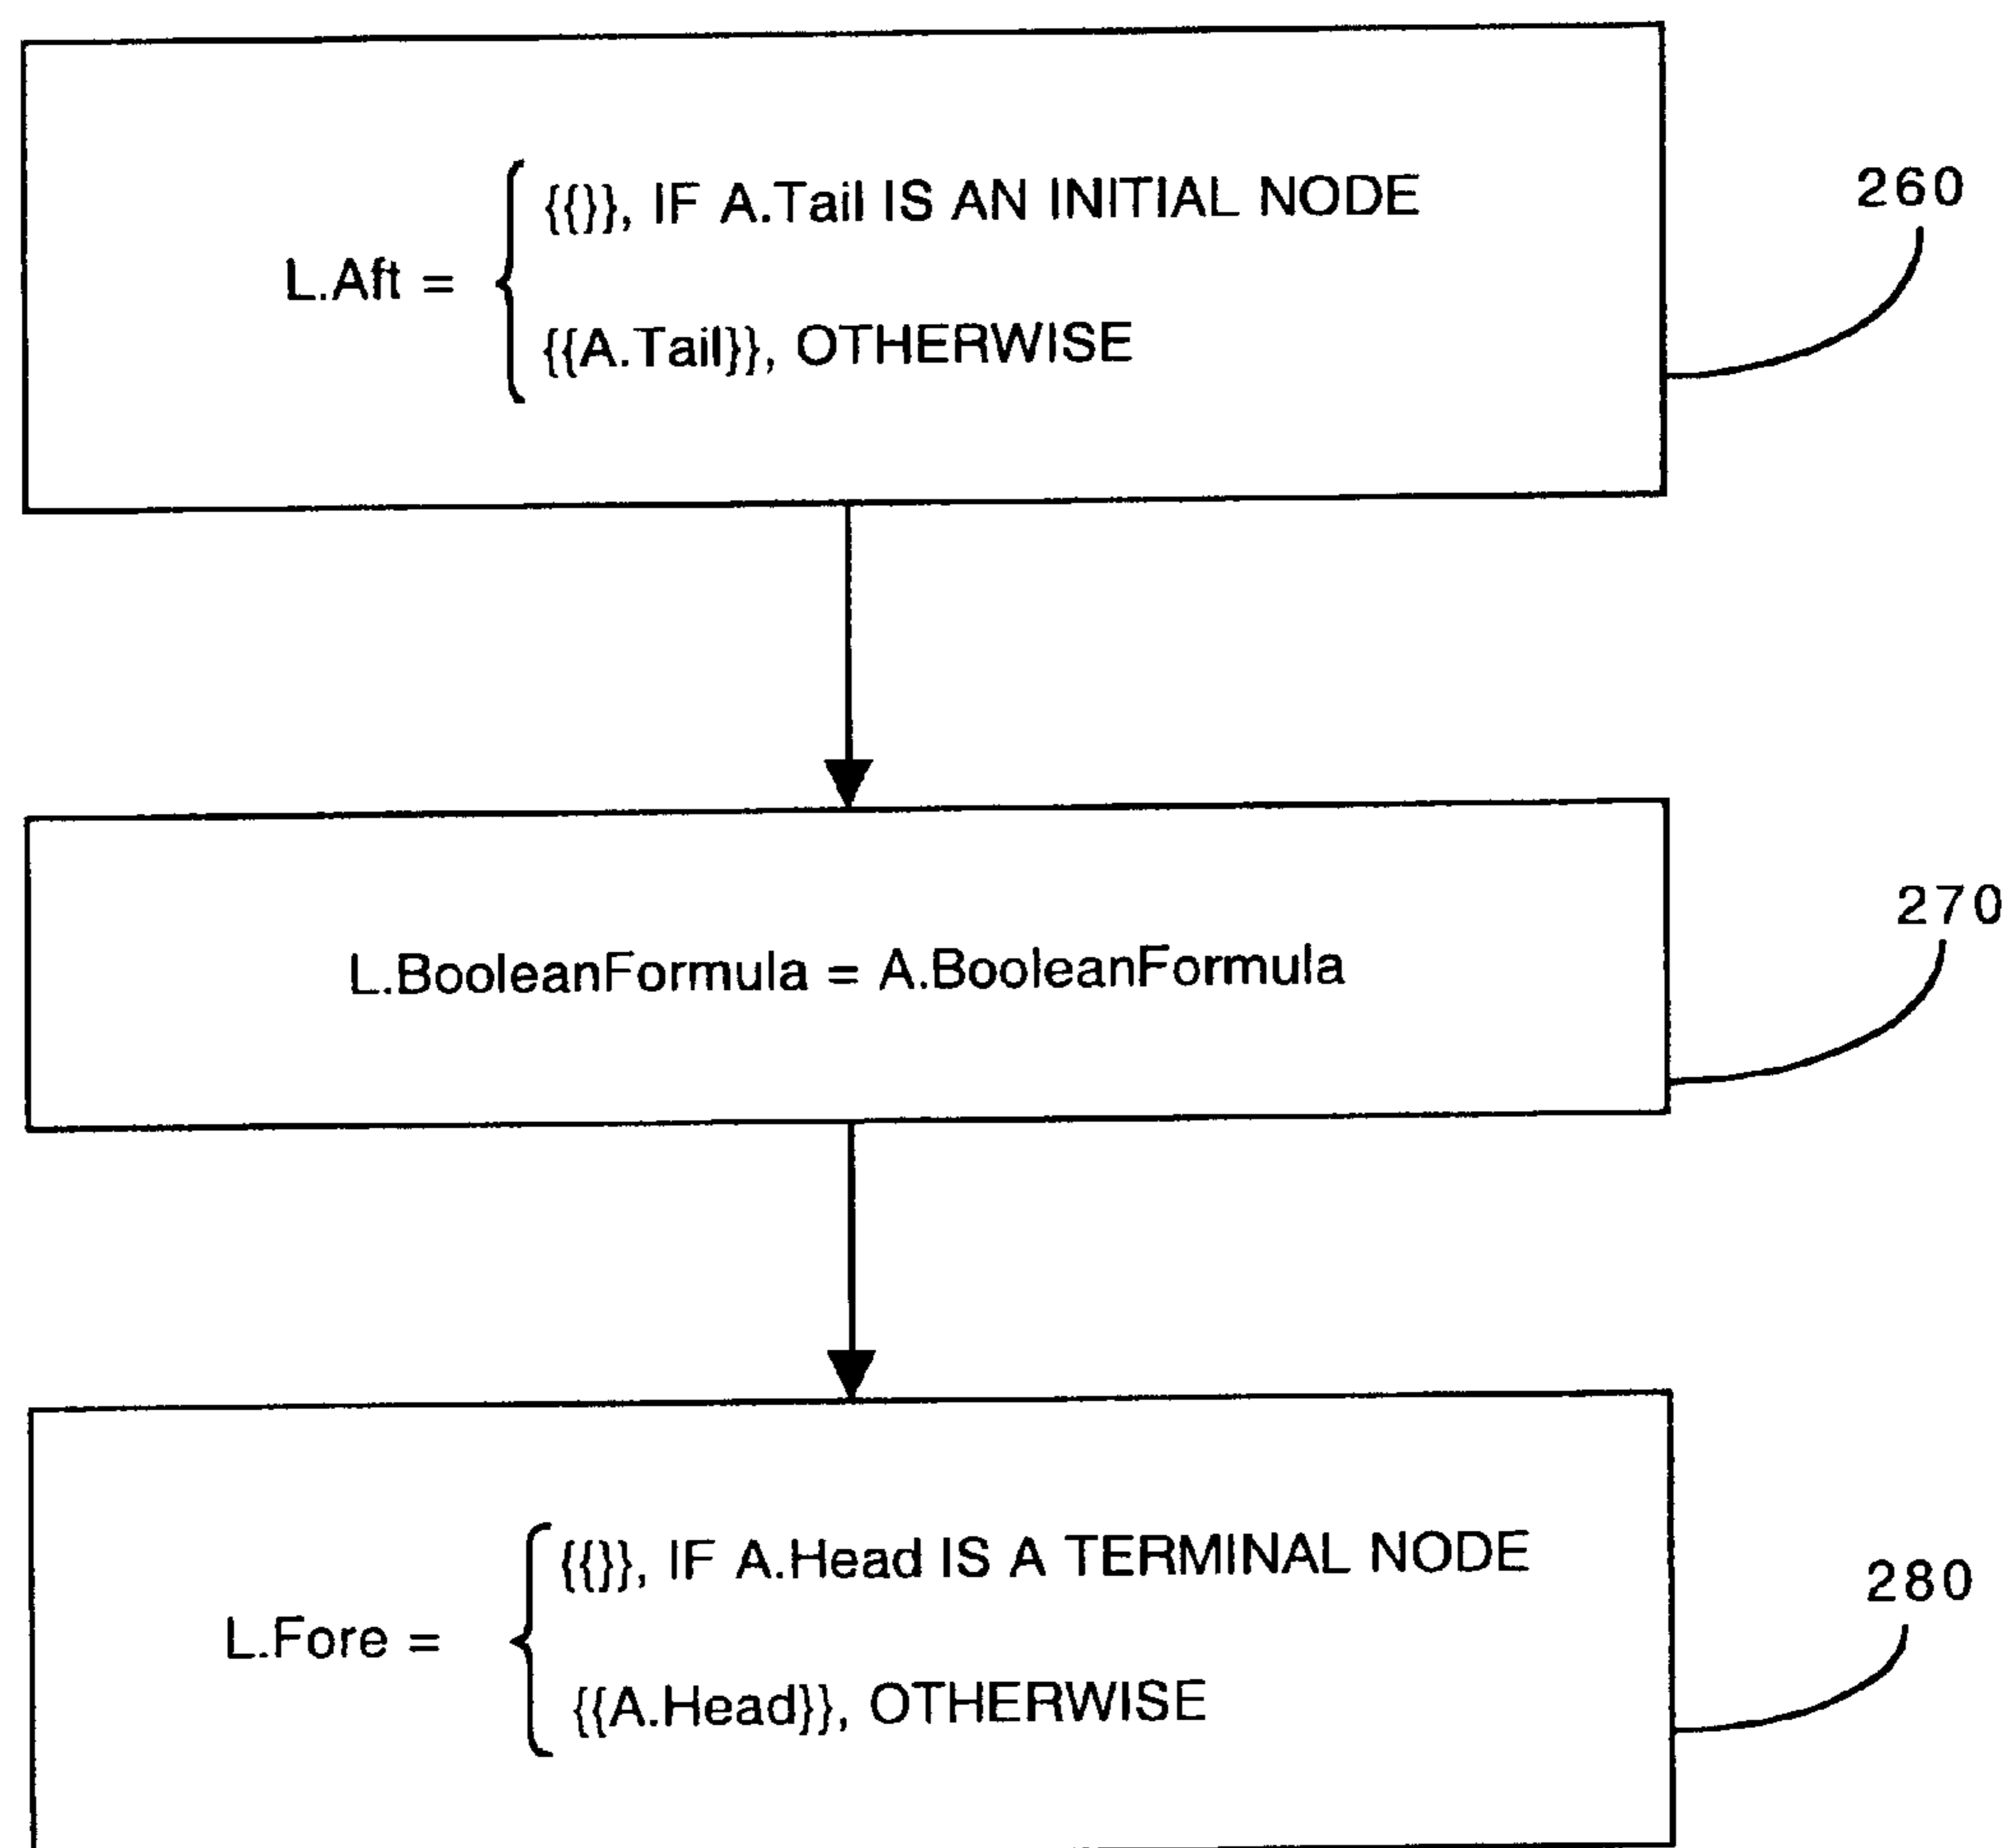 {{}}, IF A.Tail IS AN INITIAL NODE
L.Aft =
{{A.Tail}}, OTHERWISE
260
L.BooleanFormula = A.BooleanFormula
270
{{}}, IF A.Head IS A TERMINAL NODE
L.Fore =
{{A.Head}}, OTHERWISE
280